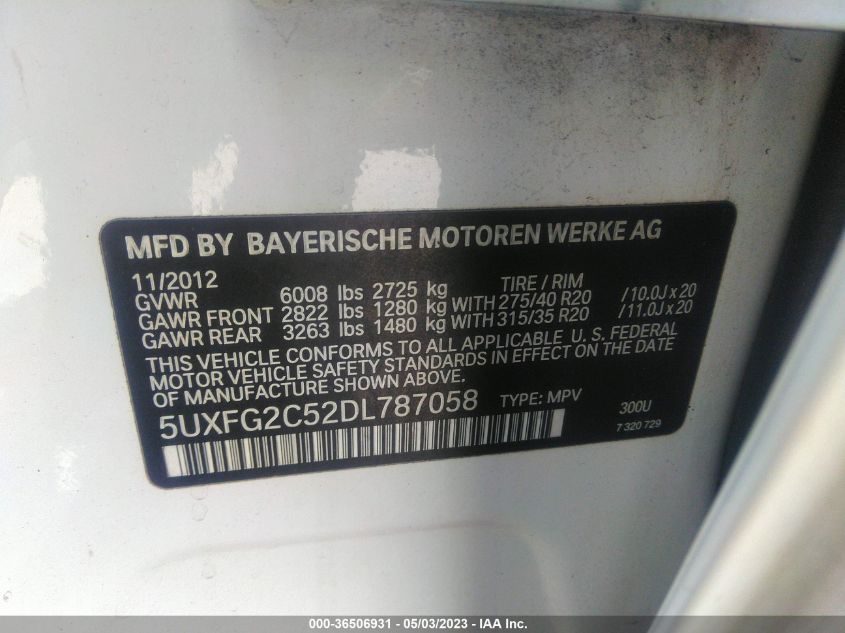 MFD BY BAYERISCHE MOTOREN WERKE AG
11/2012 TIRE / RIM
GVWR 6008 lbs 2725 kg
GAWR FRONT 2822 lbs 1280 kg WITH 275/40 R20 /10.0J x 20
GAWR REAR 3263 lbs 1480 kg WITH 315/35 R20 /11.0J x 20
THIS VEHICLE CONFORMS TO ALL APPLICABLE U. S. FEDERAL
MOTOR VEHICLE SAFETY STANDARDS IN EFFECT ON THE DATE
OF MANUFACTURE SHOWN ABOVE.
5UXFG2C52DL787058 TYPE: MPV 300U
7 320 729
000-36506931 - 05/03/2023 - IAA Inc.